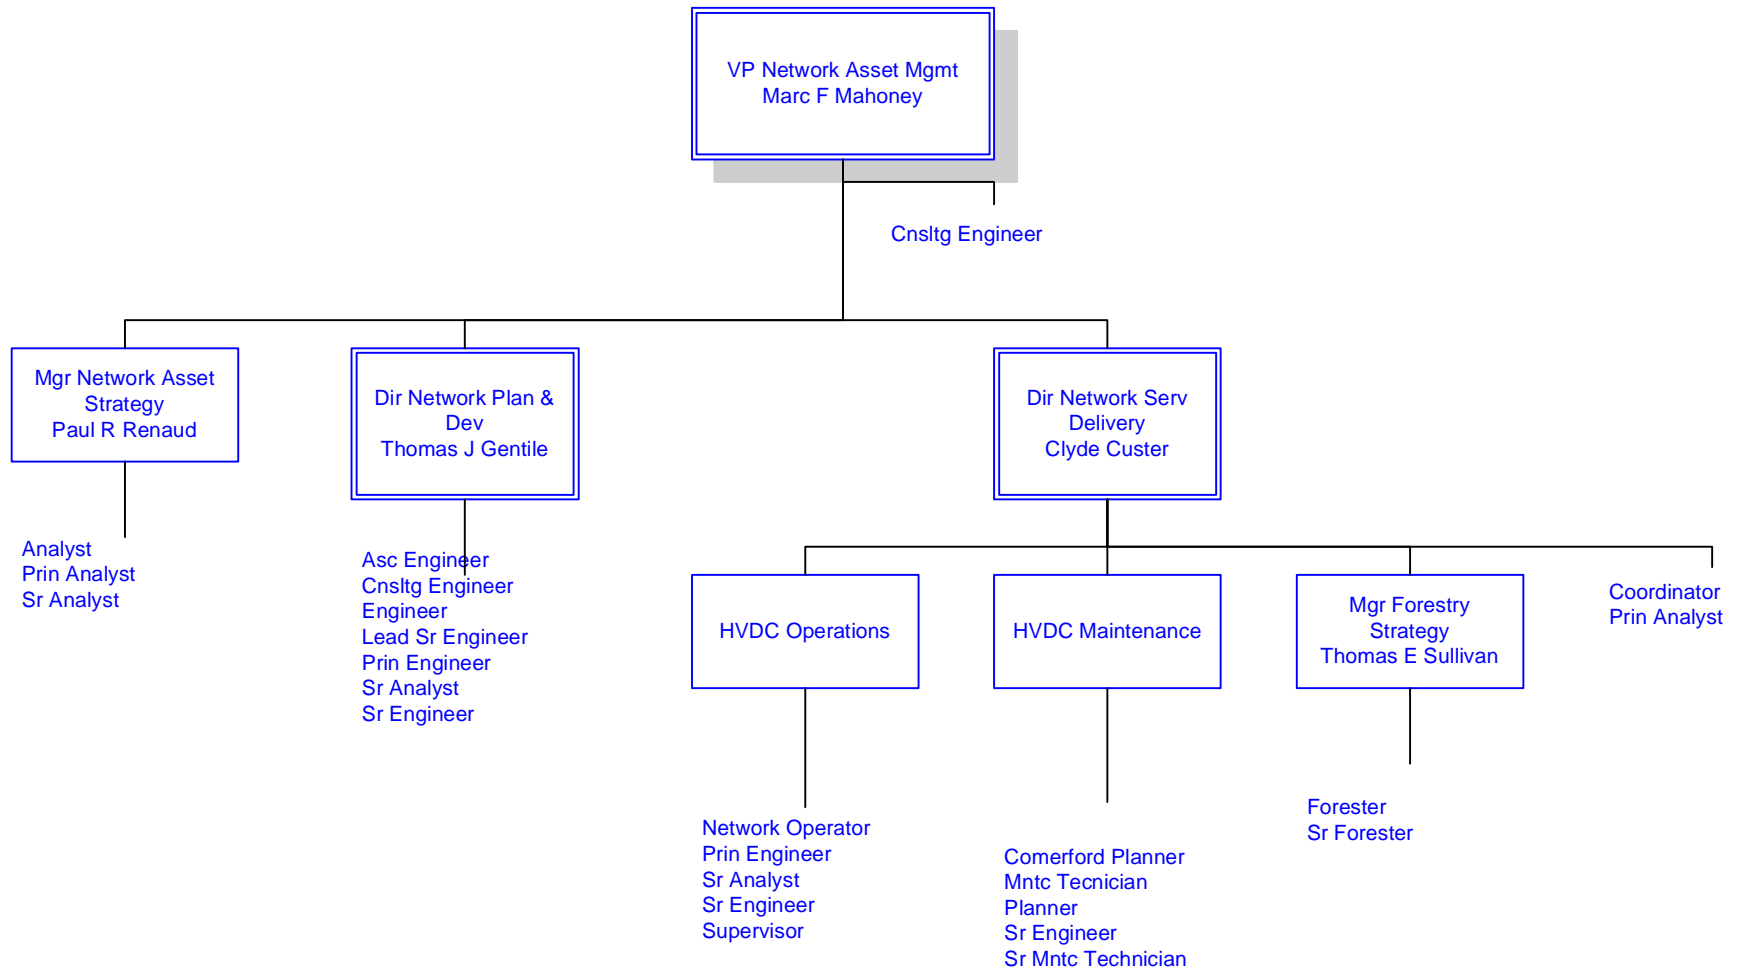 VP Network Asset Mgmt
Marc F Mahoney
Cnsltg Engineer
Mgr Network Asset
Strategy
Paul R Renaud
Dir Network Plan &
Dev
Thomas J Gentile
Dir Network Serv
Delivery
Clyde Custer
Analyst
Prin Analyst
Sr Analyst
Asc Engineer
Cnsltg Engineer
Engineer
Lead Sr Engineer
Prin Engineer
Sr Analyst
Sr Engineer
HVDC Operations
HVDC Maintenance
Mgr Forestry
Strategy
Thomas E Sullivan
Coordinator
Prin Analyst
Network Operator
Prin Engineer
Sr Analyst
Sr Engineer
Supervisor
Comerford Planner
Mntc Tecnician
Planner
Sr Engineer
Sr Mntc Technician
Forester
Sr Forester